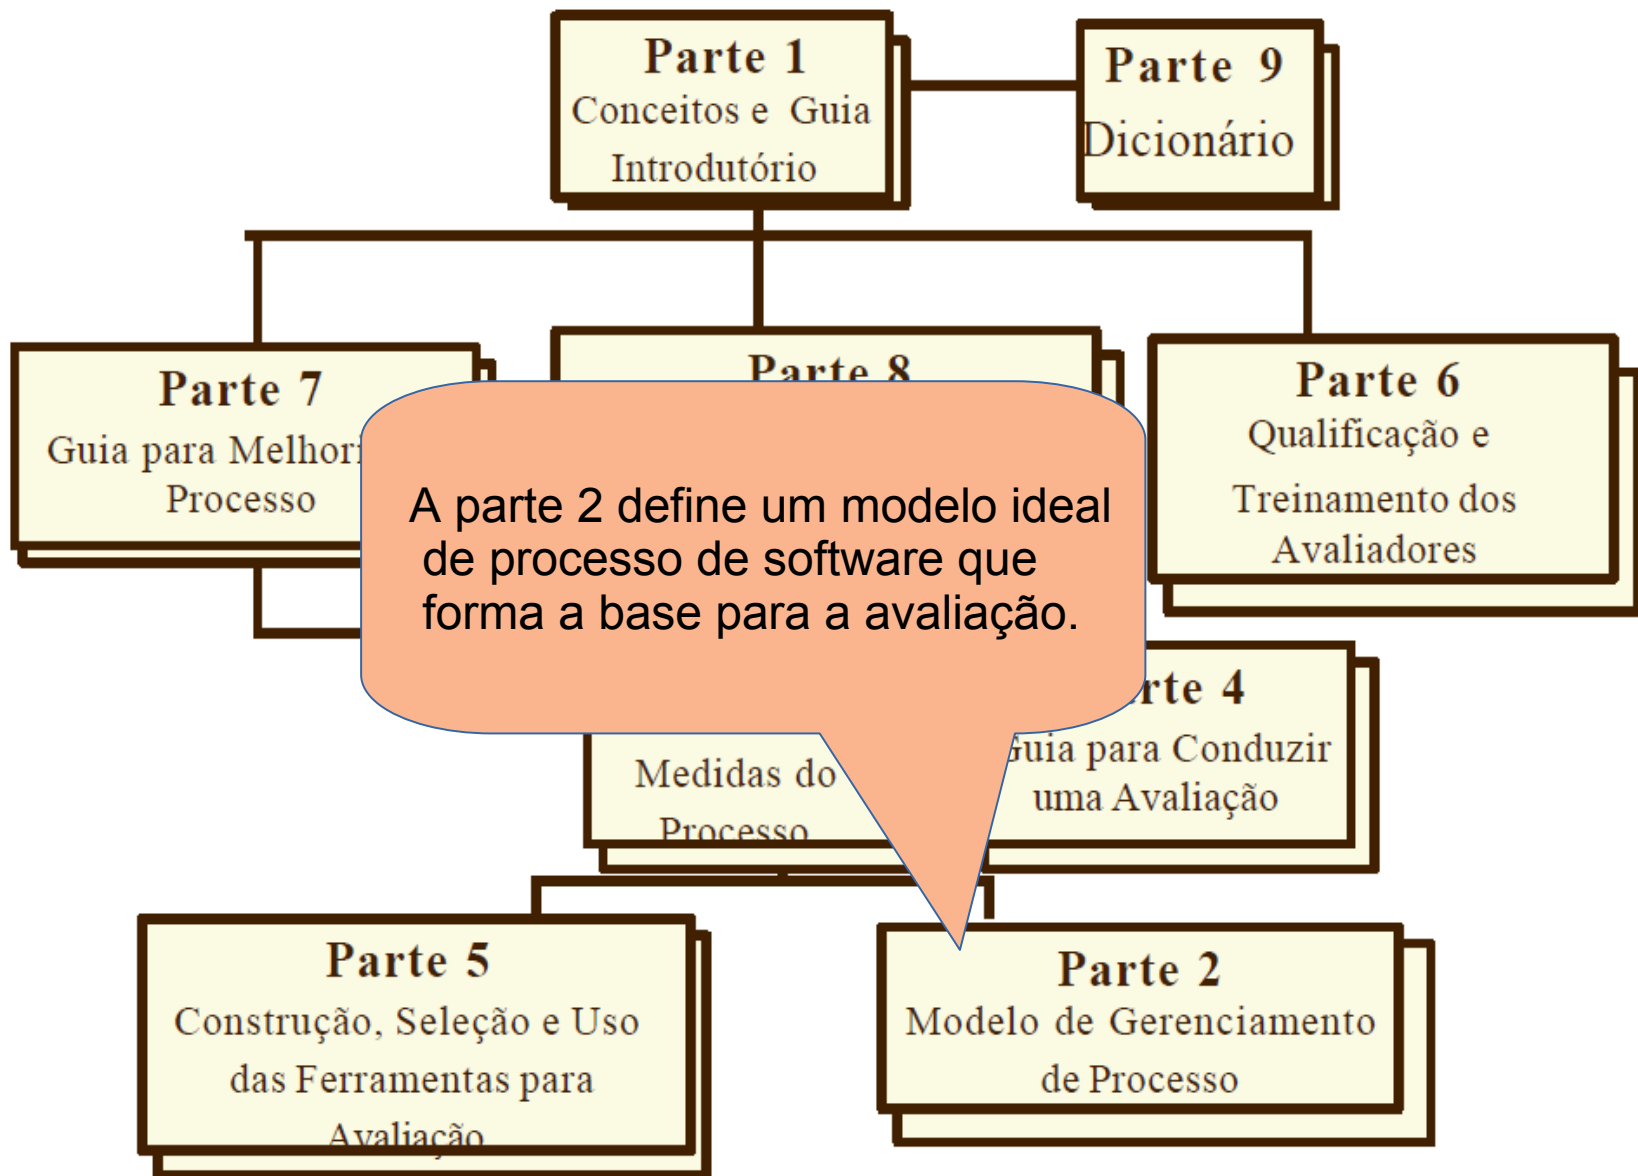 Parte 1
Conceitos e Guia
Introdutório
Parte 9
Dicionário
Parte 7
Guia para
Processo
Parte 8
Parte 6
Qualificação e
Treinamento dos
Avaliadores
A parte 2 define um modelo ideal
de processo de software que
forma a base para a avaliação.
Medidas do
Processo
4
Guia para Conduzir
uma Avaliação
Parte 5
Construção, Seleção e Uso
das Ferramentas para
Avaliação
Parte 2
Modelo de Gerenciamento
de Processo